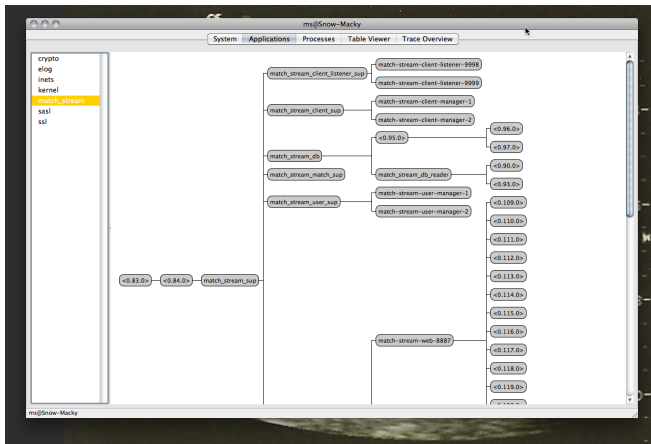 ms@Snow-Macky
System Applications Processes Table Viewer Trace Overview
crypto
elog
inets
kernel
match_stream
sasl
ssl
match-stream-client-listener-9998
match_stream_client_listener_sup
match-stream-client-listener-9999
match-stream-client-manager-1
match_stream_client_sup
match-stream-client-manager-2
<0.96.0>
<0.95.0>
<0.97.0>
match_stream_db
<0.90.0>
match_stream_match_sup
match_stream_db_reader
<0.93.0>
match-stream-user-manager-1
match_stream_user_sup
<0.109.0>
match-stream-user-manager-2
<0.110.0>
<0.111.0>
<0.112.0>
<0.113.0>
<0.83.0> <0.84.0> match_stream_sup
<0.114.0>
<0.115.0>
<0.116.0>
match-stream-web-8887
<0.117.0>
<0.118.0>
<0.119.0>
ms@Snow-Macky